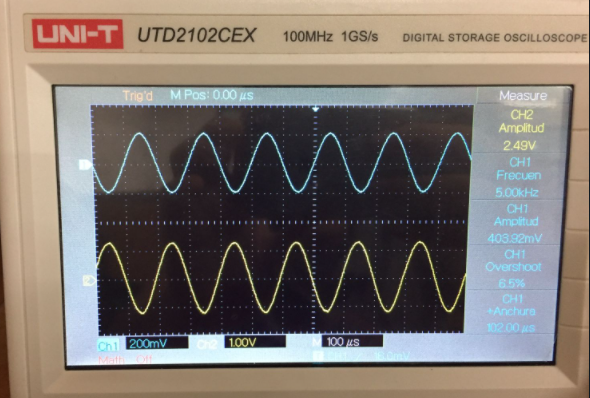 UNI-T UTD2102CEX 100MHz 1GS/s DIGITAL STORAGE OSCILLOSCOPE
Trig'd M Pos: 0.00 μs Measure
CH2
Amplitud
2.49V
CH1
Frecuen
5.00kHz
CH1
Amplitud
403.92mV
CH1
Overshoot
6.5%
CH1
+Anchura
102.00 μs
Ch1 200mV Ch2 1.00V M 100 μs
Math Off